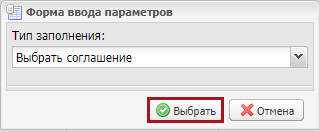 Форма ввода параметров
Тип заполнения:
Выбрать соглашение
Выбрать Отмена